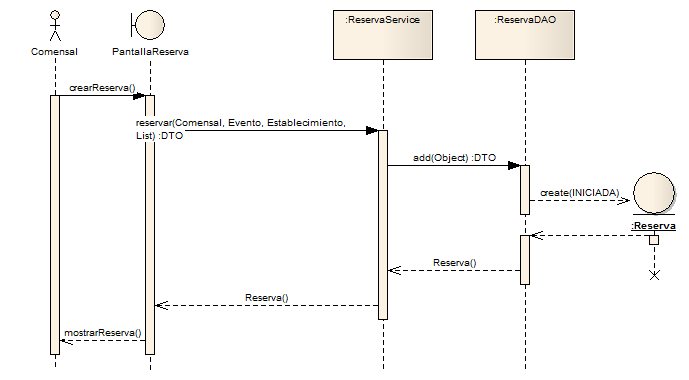 :ReservaService
:ReservaDAO
Comensal
PantallaReserva
crearReserva()
reservar(Comensal, Evento, Establecimiento,
List) :DTO
add(Object) :DTO
create(INICIADA)
:Reserva
Reserva()
Reserva()
mostrarReserva()